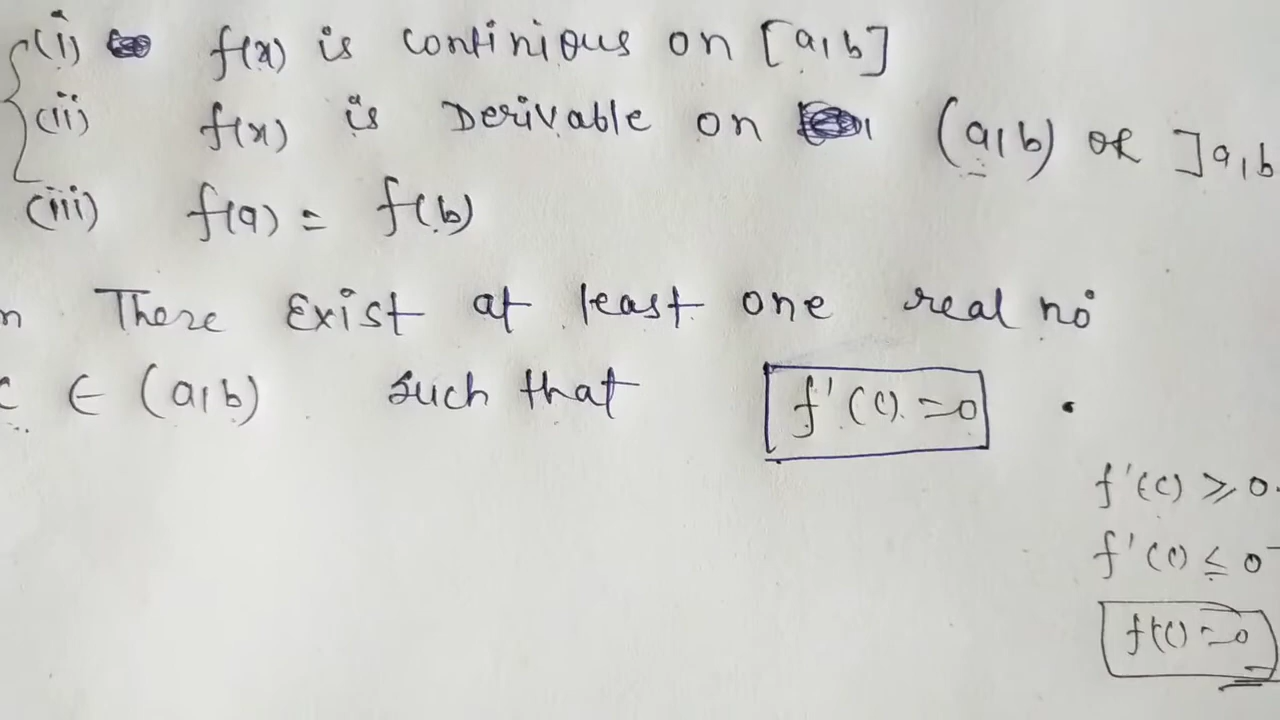 (i) f(x) is continious on [a,b]
(ii) f(x) is Derivable on (a,b) or ]a,b
(iii) f(a) = f(b)
n There Exist at least one real no
c ∈ (a,b) such that f'(c) = 0
f'(c) ≥ 0.
f'(c) ≤ 0
f'(c) = 0